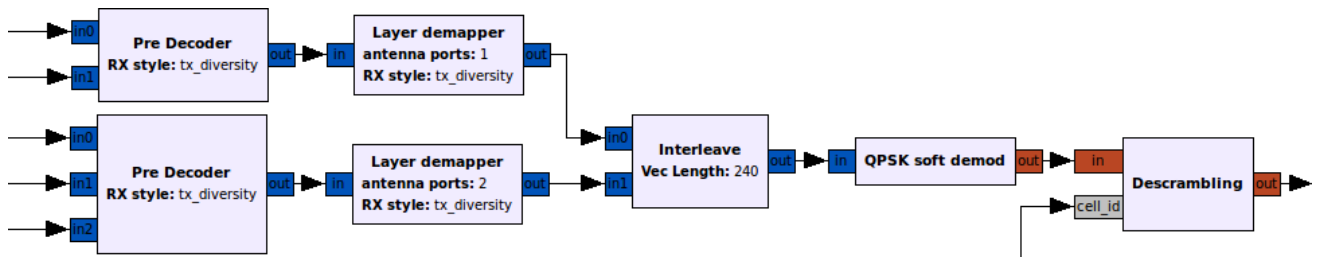 in0
in1
Pre Decoder
RX style: tx_diversity
out
in
Layer demapper
antenna ports: 1
RX style: tx_diversity
out
in0
in1
in2
Pre Decoder
RX style: tx_diversity
out
in
Layer demapper
antenna ports: 2
RX style: tx_diversity
out
in0
in1
Interleave
Vec Length: 240
out
in
QPSK soft demod
out
in
cell_id
Descrambling
out